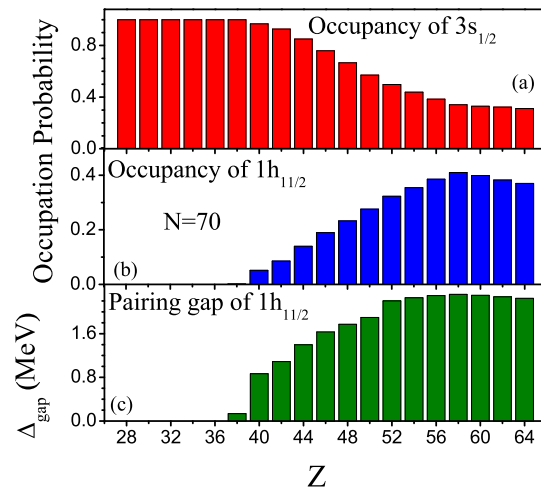 Occupancy of 3s1/2
(a)
0.8
0.4
0.0
Occupation Probability
Occupancy of 1h11/2
N=70
(b)
0.4
0.2
0.0
Pairing gap of 1h11/2
(c)
1.6
0.8
0.0
Δgap (MeV)
28 32 36 40 44 48 52 56 60 64
Z